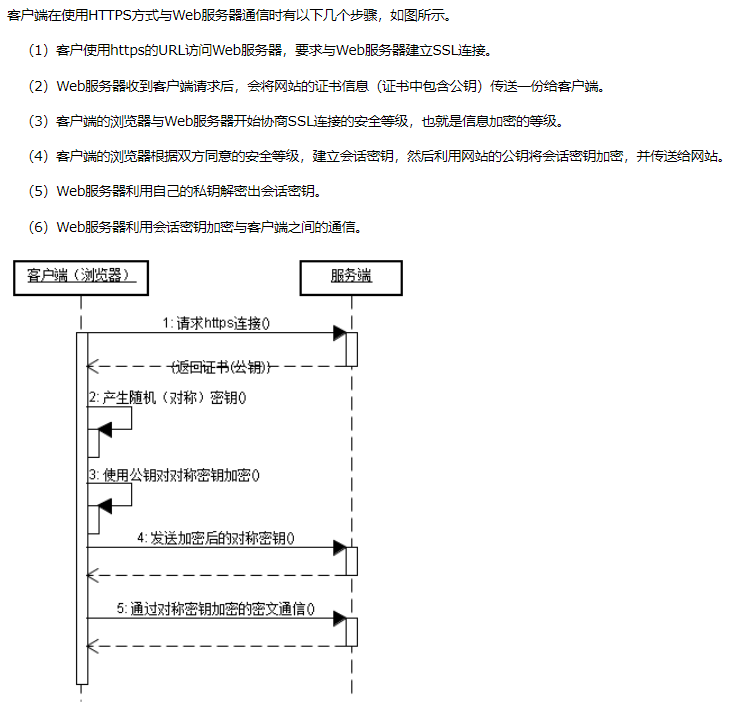 客户端在使用HTTPS方式与Web服务器通信时有以下几个步骤，如图所示。
（1）客户使用https的URL访问Web服务器，要求与Web服务器建立SSL连接。
（2）Web服务器收到客户端请求后，会将网站的证书信息（证书中包含公钥）传送一份给客户端。
（3）客户端的浏览器与Web服务器开始协商SSL连接的安全等级，也就是信息加密的等级。
（4）客户端的浏览器根据双方同意的安全等级，建立会话密钥，然后利用网站的公钥将会话密钥加密，并传送给网站。
（5）Web服务器利用自己的私钥解密出会话密钥。
（6）Web服务器利用会话密钥加密与客户端之间的通信。
客户端（浏览器）
服务端
1: 请求https连接()
(返回证书(公钥))
2: 产生随机（对称）密钥()
3: 使用公钥对对称密钥加密()
4: 发送加密后的对称密钥()
5: 通过对称密钥加密的密文通信()